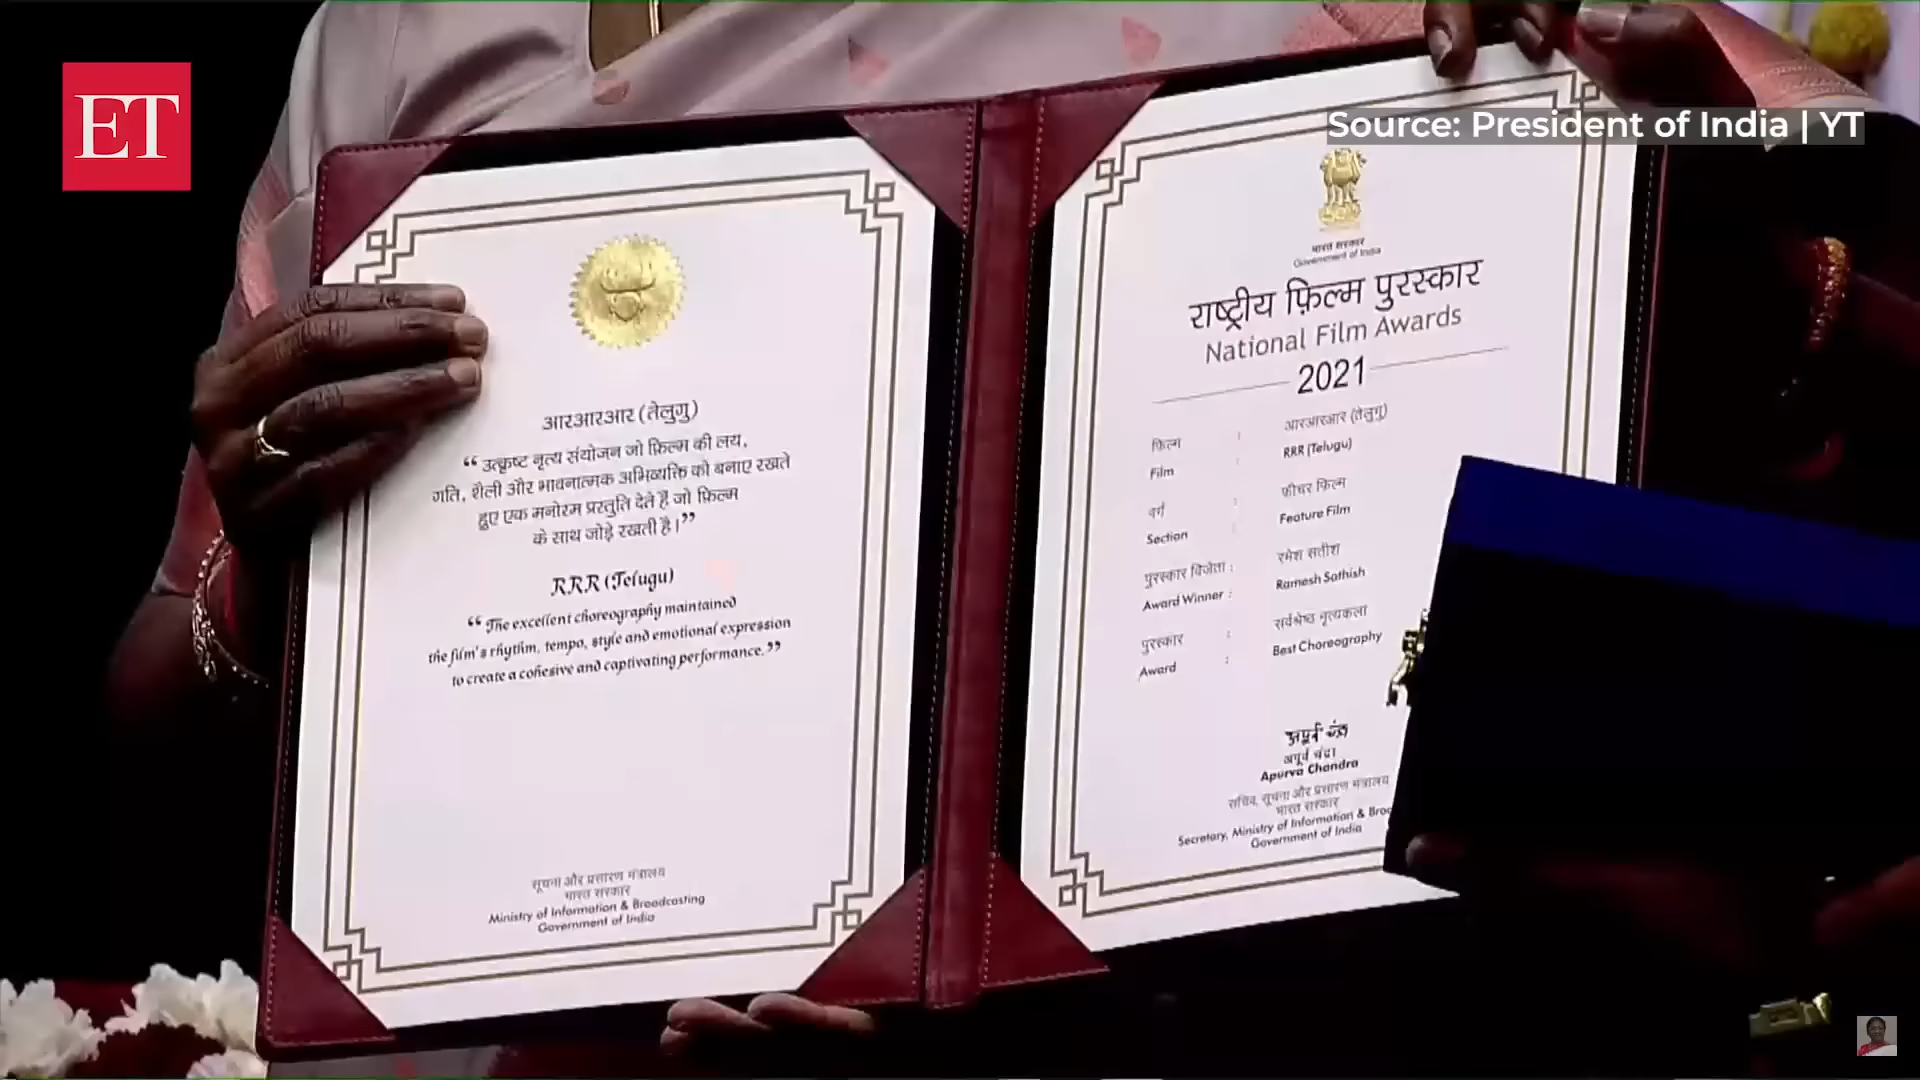 ET
Source: President of India | YT
आरआरआर (तेलुगु)
“ उत्कृष्ट नृत्य संयोजन जो फ़िल्म की लय,
गति, शैली और भावनात्मक अभिव्यक्ति को बनाए रखते
हुए एक मनोरम प्रस्तुति देते हैं जो फ़िल्म
के साथ जोड़े रखती है।”
RRR (Telugu)
“ The excellent choreography maintained
the film's rhythm, tempo, style and emotional expression
to create a cohesive and captivating performance.”
सूचना और प्रसारण मंत्रालय
भारत सरकार
Ministry of Information & Broadcasting
Government of India
भारत सरकार
Government of India
राष्ट्रीय फ़िल्म पुरस्कार
National Film Awards
2021
फिल्म : आरआरआर (तेलुगु)
Film : RRR (Telugu)
वर्ग : फीचर फिल्म
Section : Feature Film
पुरस्कार विजेता : रमेश सतीश
Award Winner : Ramesh Sathish
पुरस्कार : सर्वश्रेष्ठ नृत्यकला
Award : Best Choreography
अपूर्व चंद्रा
अपूर्व चंद्रा
Apurva Chandra
सचिव, सूचना और प्रसारण मंत्रालय
भारत सरकार
Secretary, Ministry of Information & Broa
Government of India